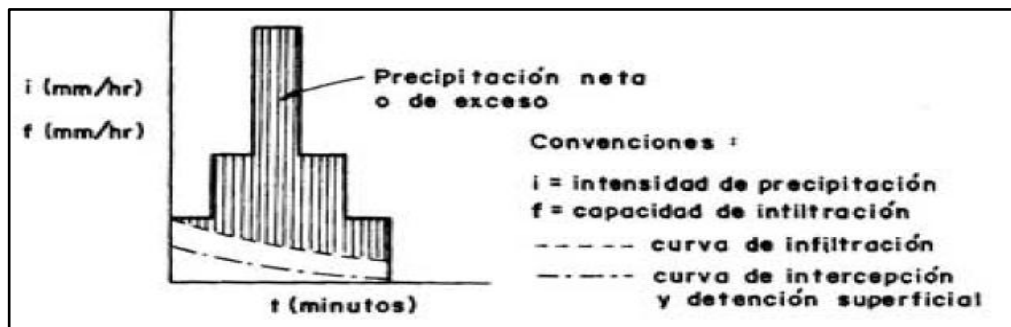 i (mm/hr)
f (mm/hr)
Precipitación neta
o de exceso
Convenciones :
i = intensidad de precipitación
f = capacidad de infiltración
curva de infiltración
curva de intercepción
y detención superficial
t (minutos)